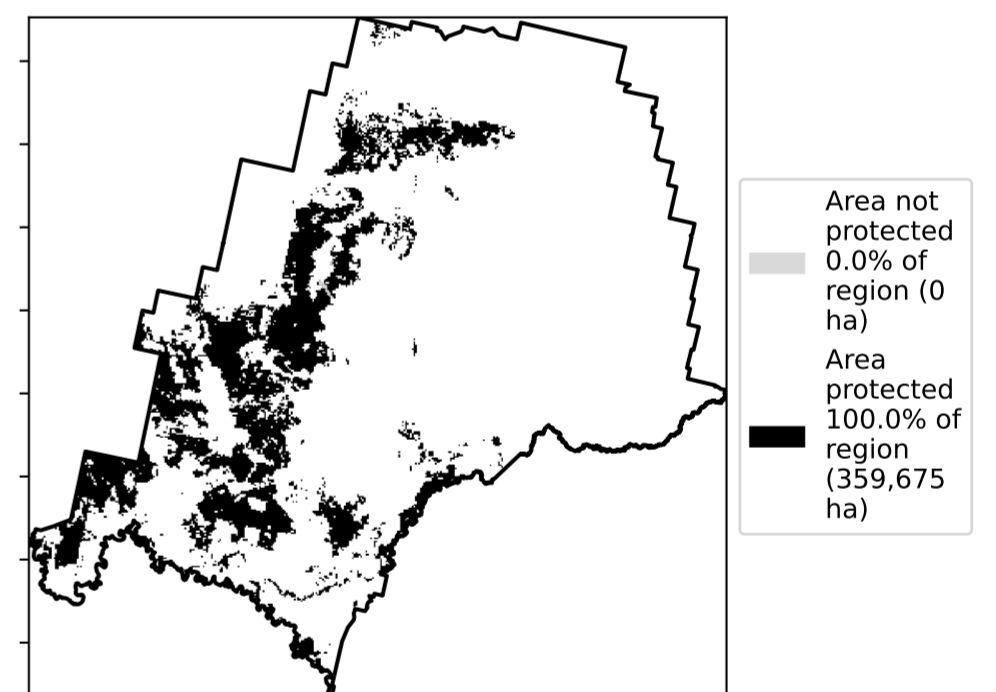 Area not
protected
0.0% of
region (0
ha)
Area
protected
100.0% of
region
(359,675
ha)